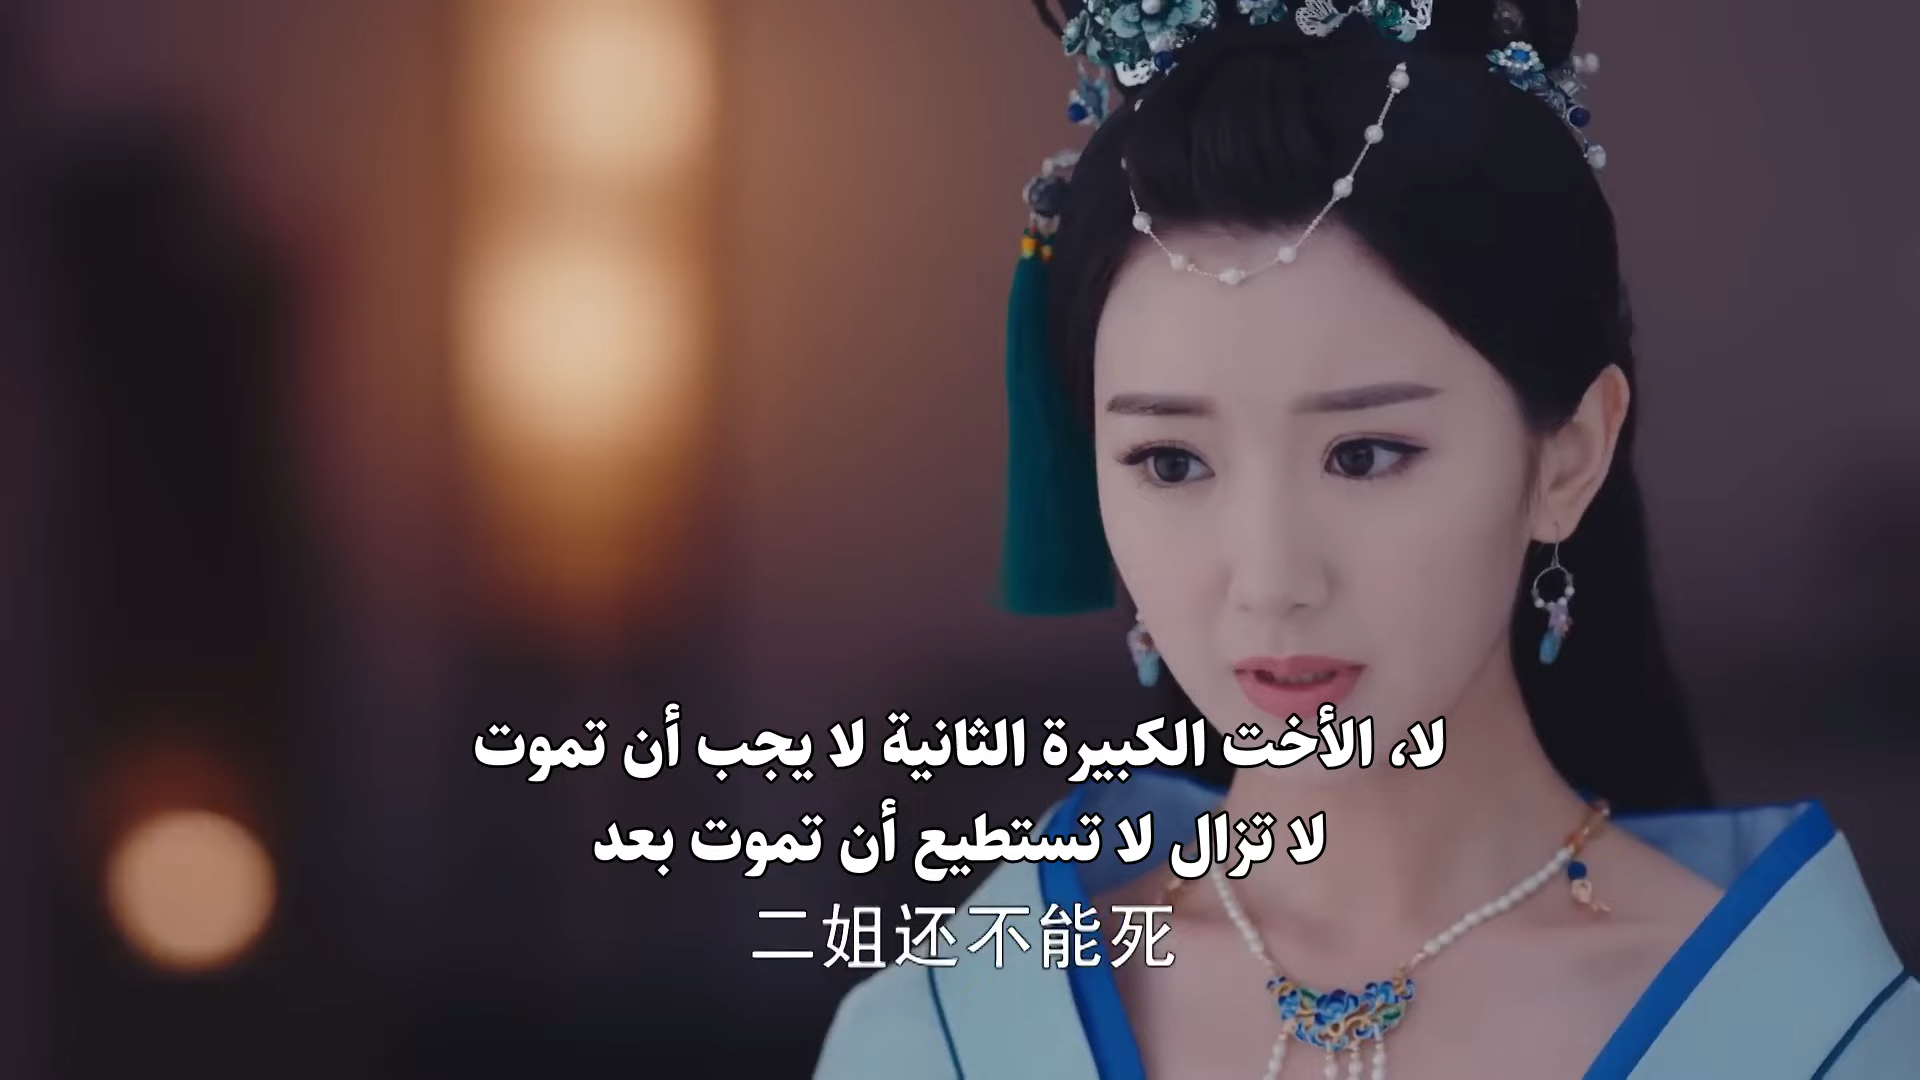 لا، الأخت الكبيرة الثانية لا يجب أن تموت
لا تزال لا تستطيع أن تموت بعد
二姐还不能死